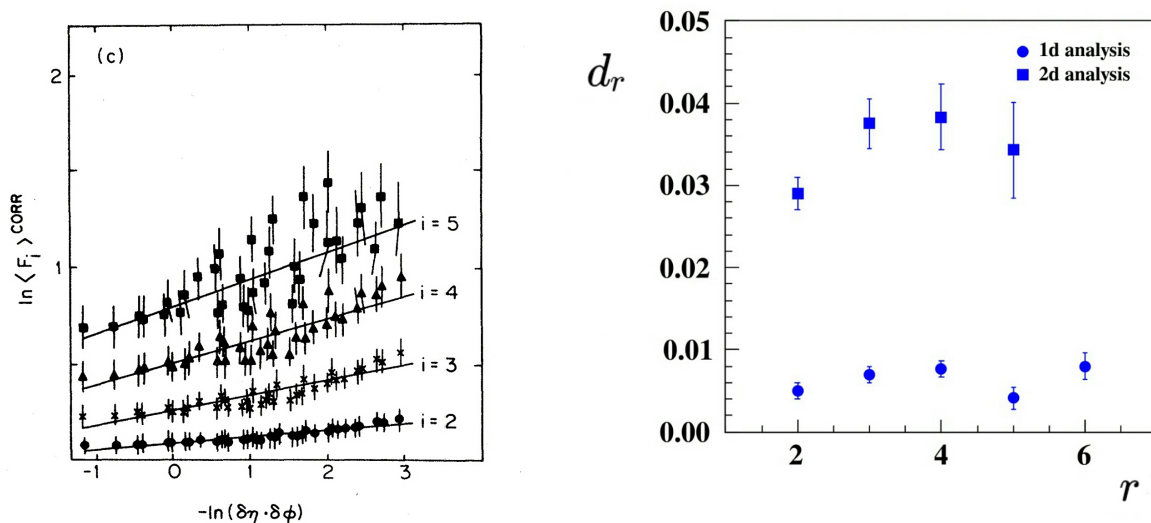 (c)
2
1
ln ⟨F_i⟩^CORR
i = 5
i = 4
i = 3
i = 2
-1 0 1 2 3
-ln (δη · δφ)
0.05
0.04
0.03
0.02
0.01
0.00
d_r
1d analysis
2d analysis
2 4 6
r